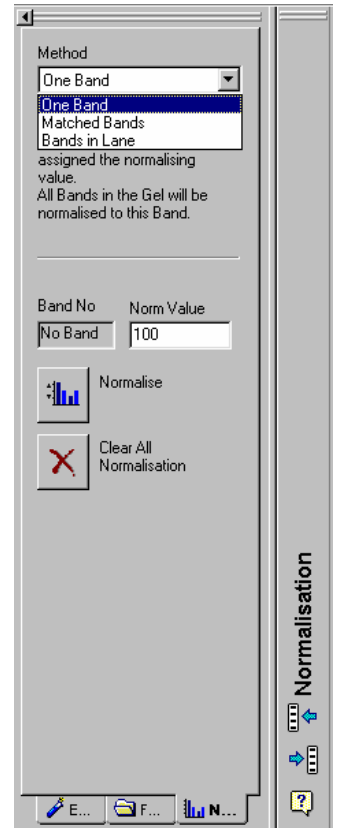 Method
One Band
One Band
Matched Bands
Bands in Lane
assigned the normalising
value.
All Bands in the Gel will be
normalised to this Band.
Band No
Norm Value
No Band
100
Normalise
Clear All
Normalisation
E...
F...
N...
Normalisation
?